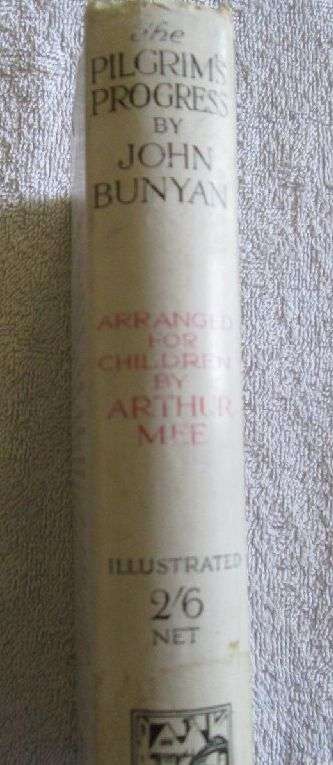 The
PILGRIM'S
PROGRESS
BY
JOHN
BUNYAN
ARRANGED
FOR
CHILDREN
BY
ARTHUR
MEE
ILLUSTRATED
2/6
NET